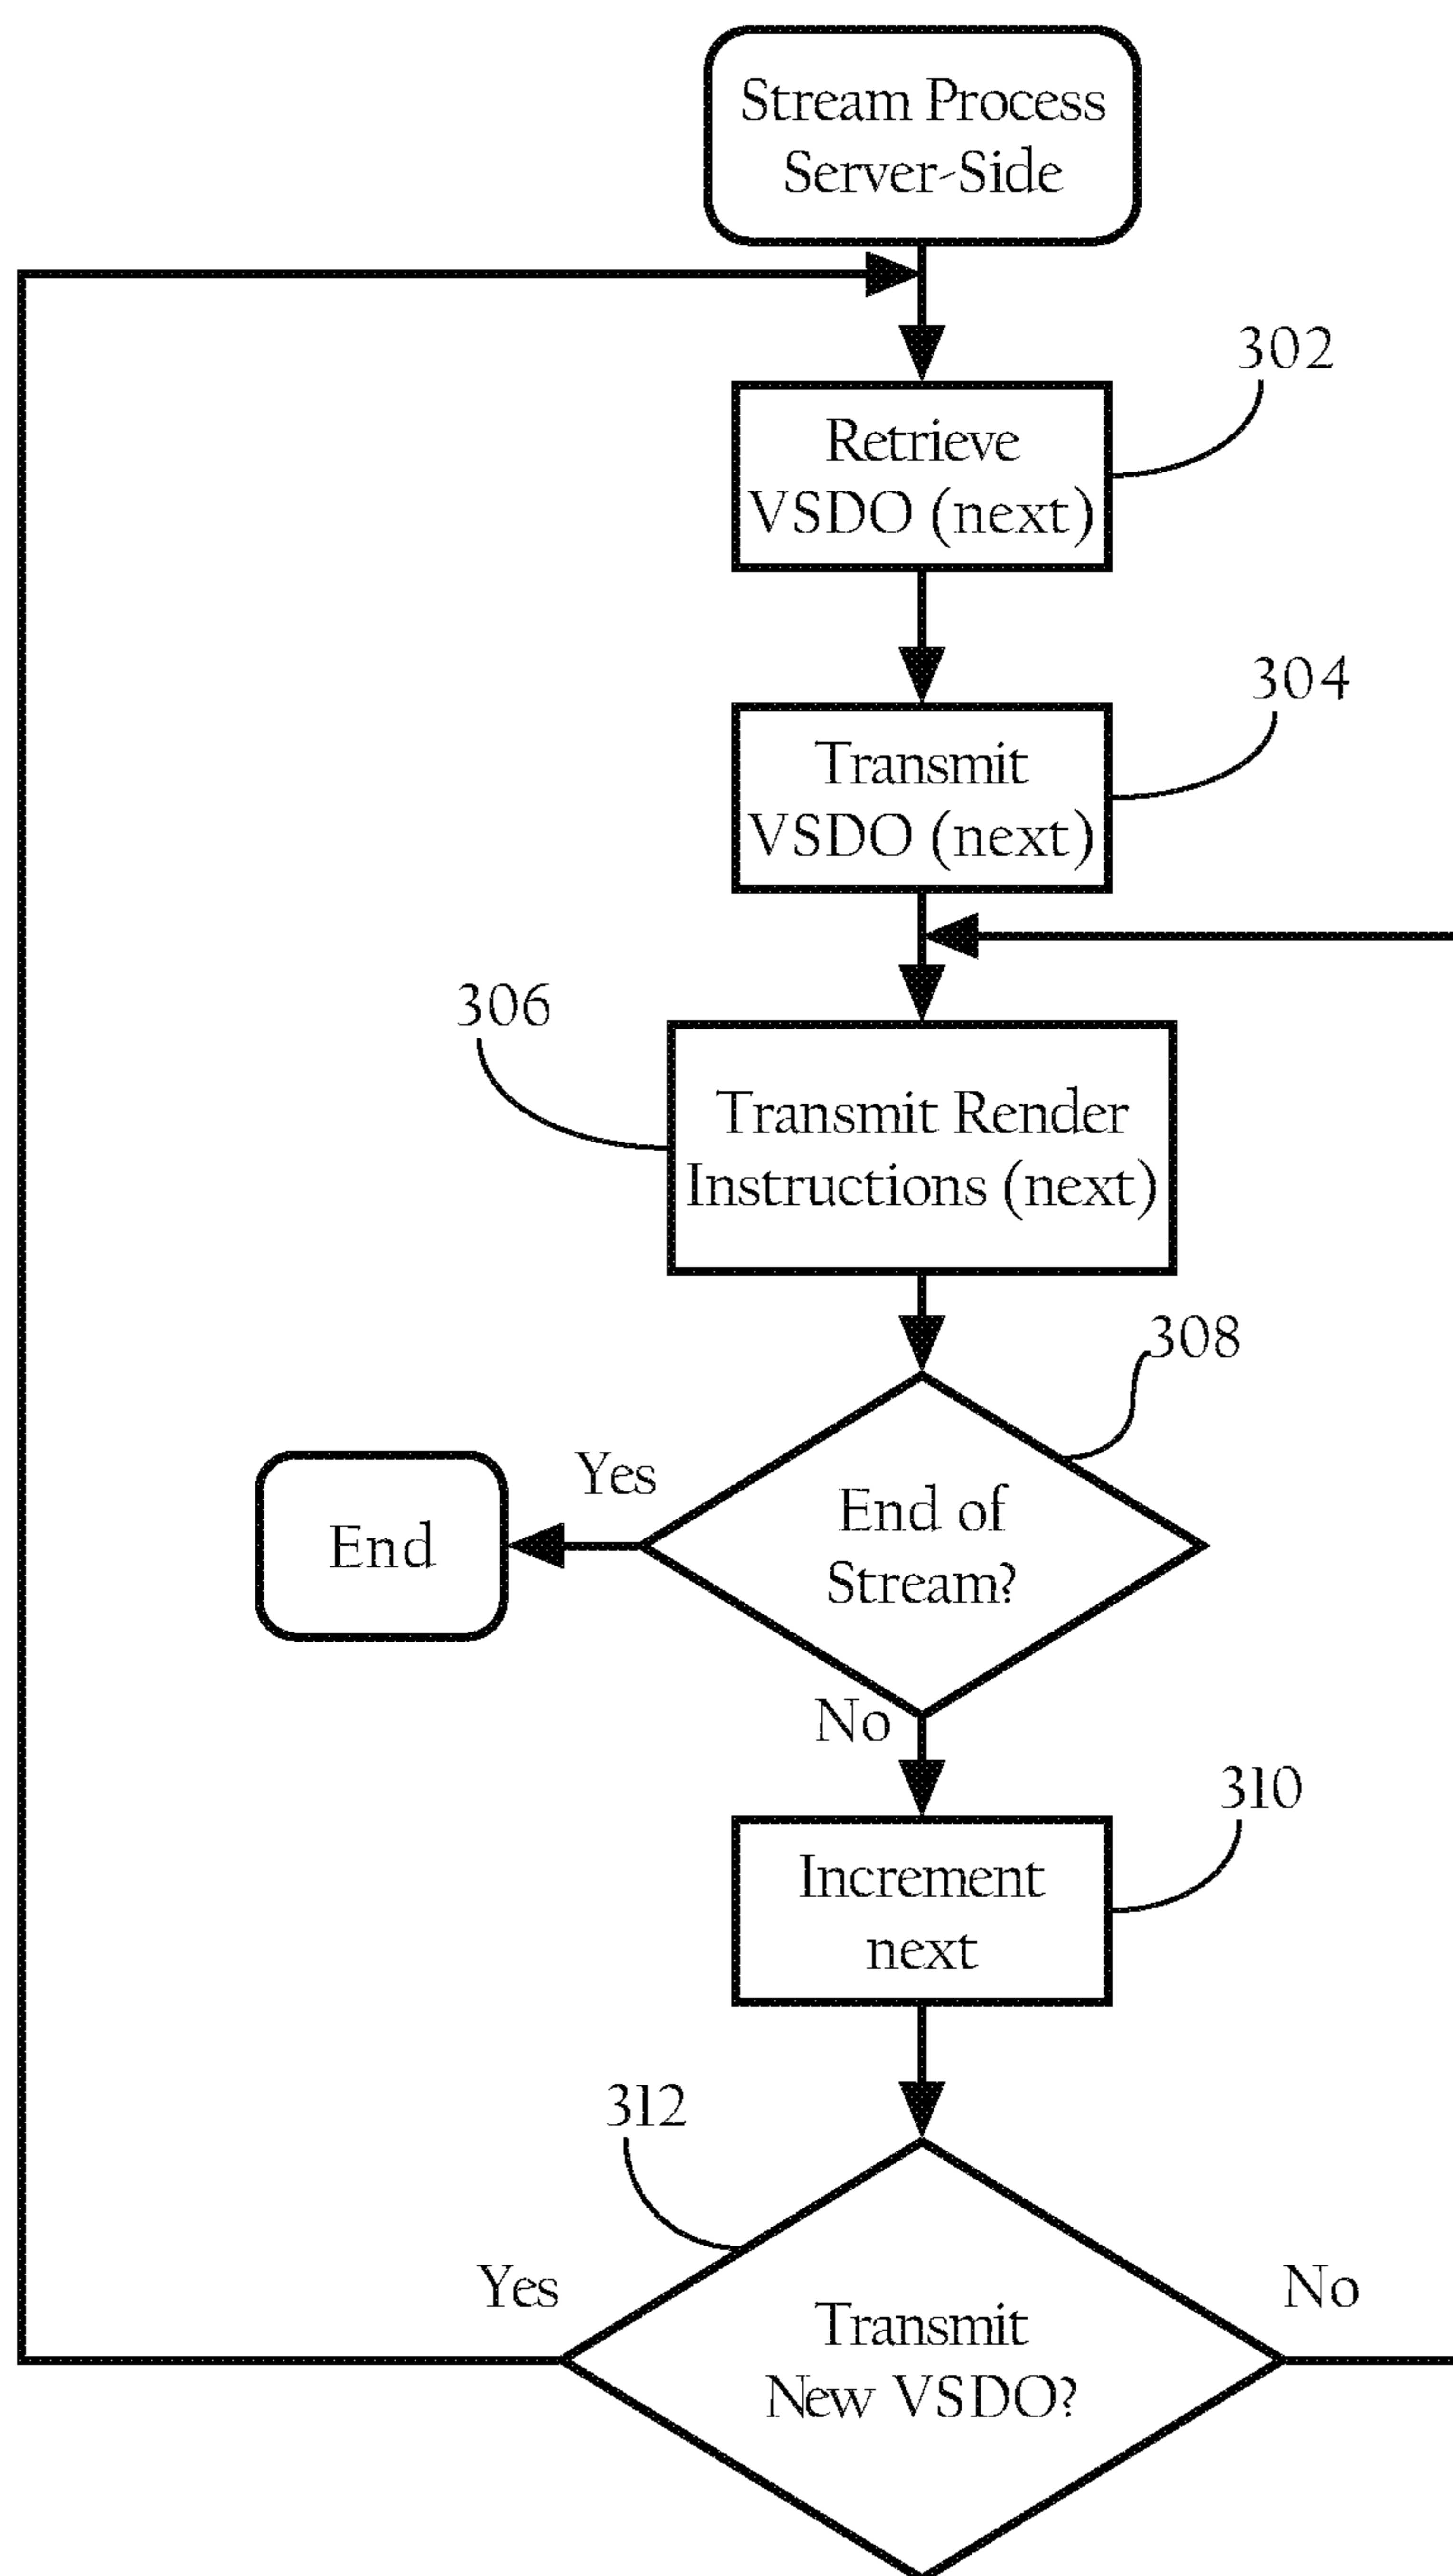 Stream Process
Server-Side
302
Retrieve
VSDO (next)
304
Transmit
VSDO (next)
306
Transmit Render
Instructions (next)
308
Yes
End
End of
Stream?
No
310
Increment
next
312
Yes
No
Transmit
New VSDO?